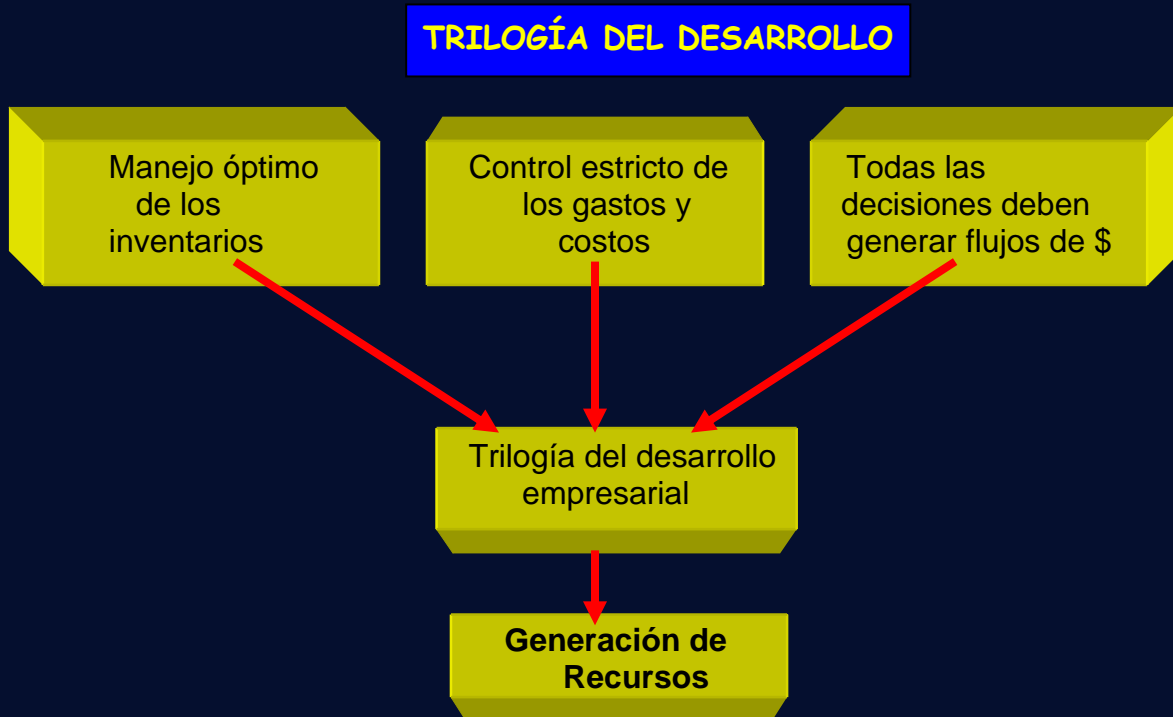 TRILOGÍA DEL DESARROLLO
Manejo óptimo
de los
inventarios
Control estricto de
los gastos y
costos
Todas las
decisiones deben
generar flujos de $
Trilogía del desarrollo
empresarial
Generación de
Recursos